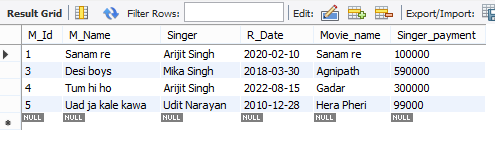 Result Grid Filter Rows: Edit: Export/Import:
M_Id M_Name Singer R_Date Movie_name Singer_payment
1 Sanam re Arijit Singh 2020-02-10 Sanam re 100000
3 Desi boys Mika Singh 2018-03-30 Agnipath 590000
4 Tum hi ho Arijit Singh 2022-08-15 Gadar 300000
5 Uad ja kale kawa Udit Narayan 2010-12-28 Hera Pheri 99000
NULL NULL NULL NULL NULL NULL